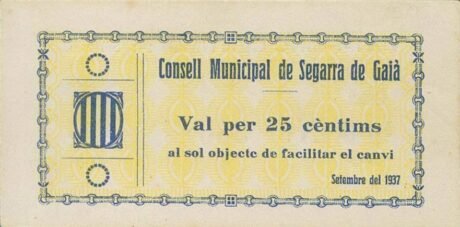 Consell Municipal de Segarra de Gaià
Val per 25 cèntims
al sol objecte de facilitar el canvi
Setembre del 1937